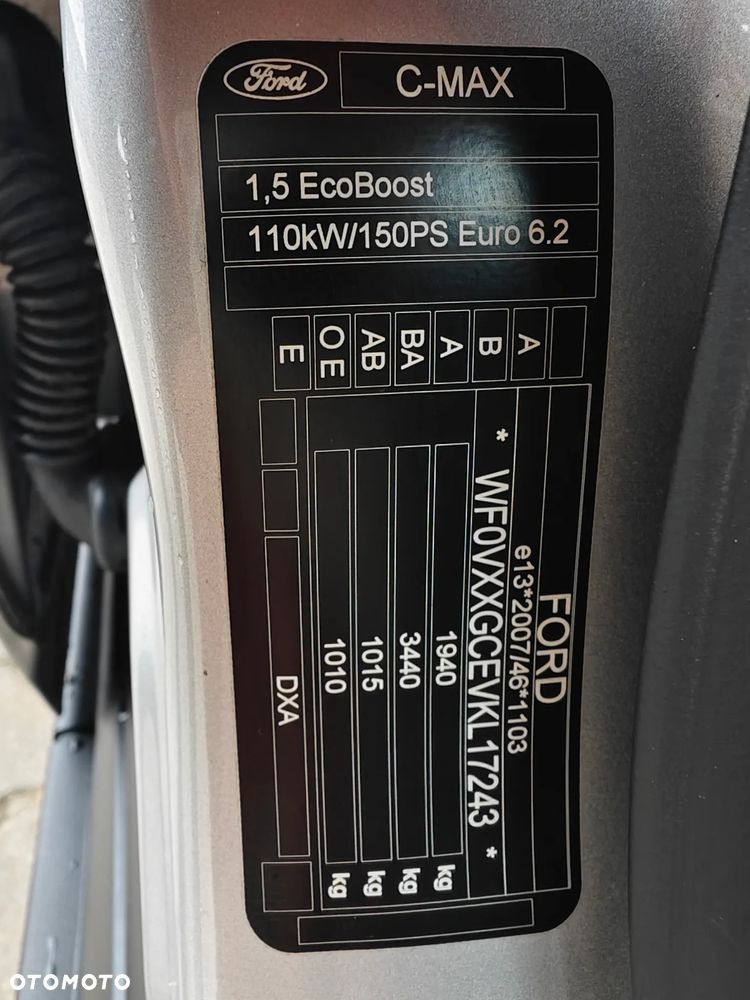 Ford
C-MAX
1,5 EcoBoost
110kW/150PS Euro 6.2
A
B
A
BA
AB
O E
E
FORD
e13*2007/46*1103
* WF0VXXGCEVKL17243 *
1940 kg
3440 kg
1015 kg
1010 kg
DXA
OTOMOTO